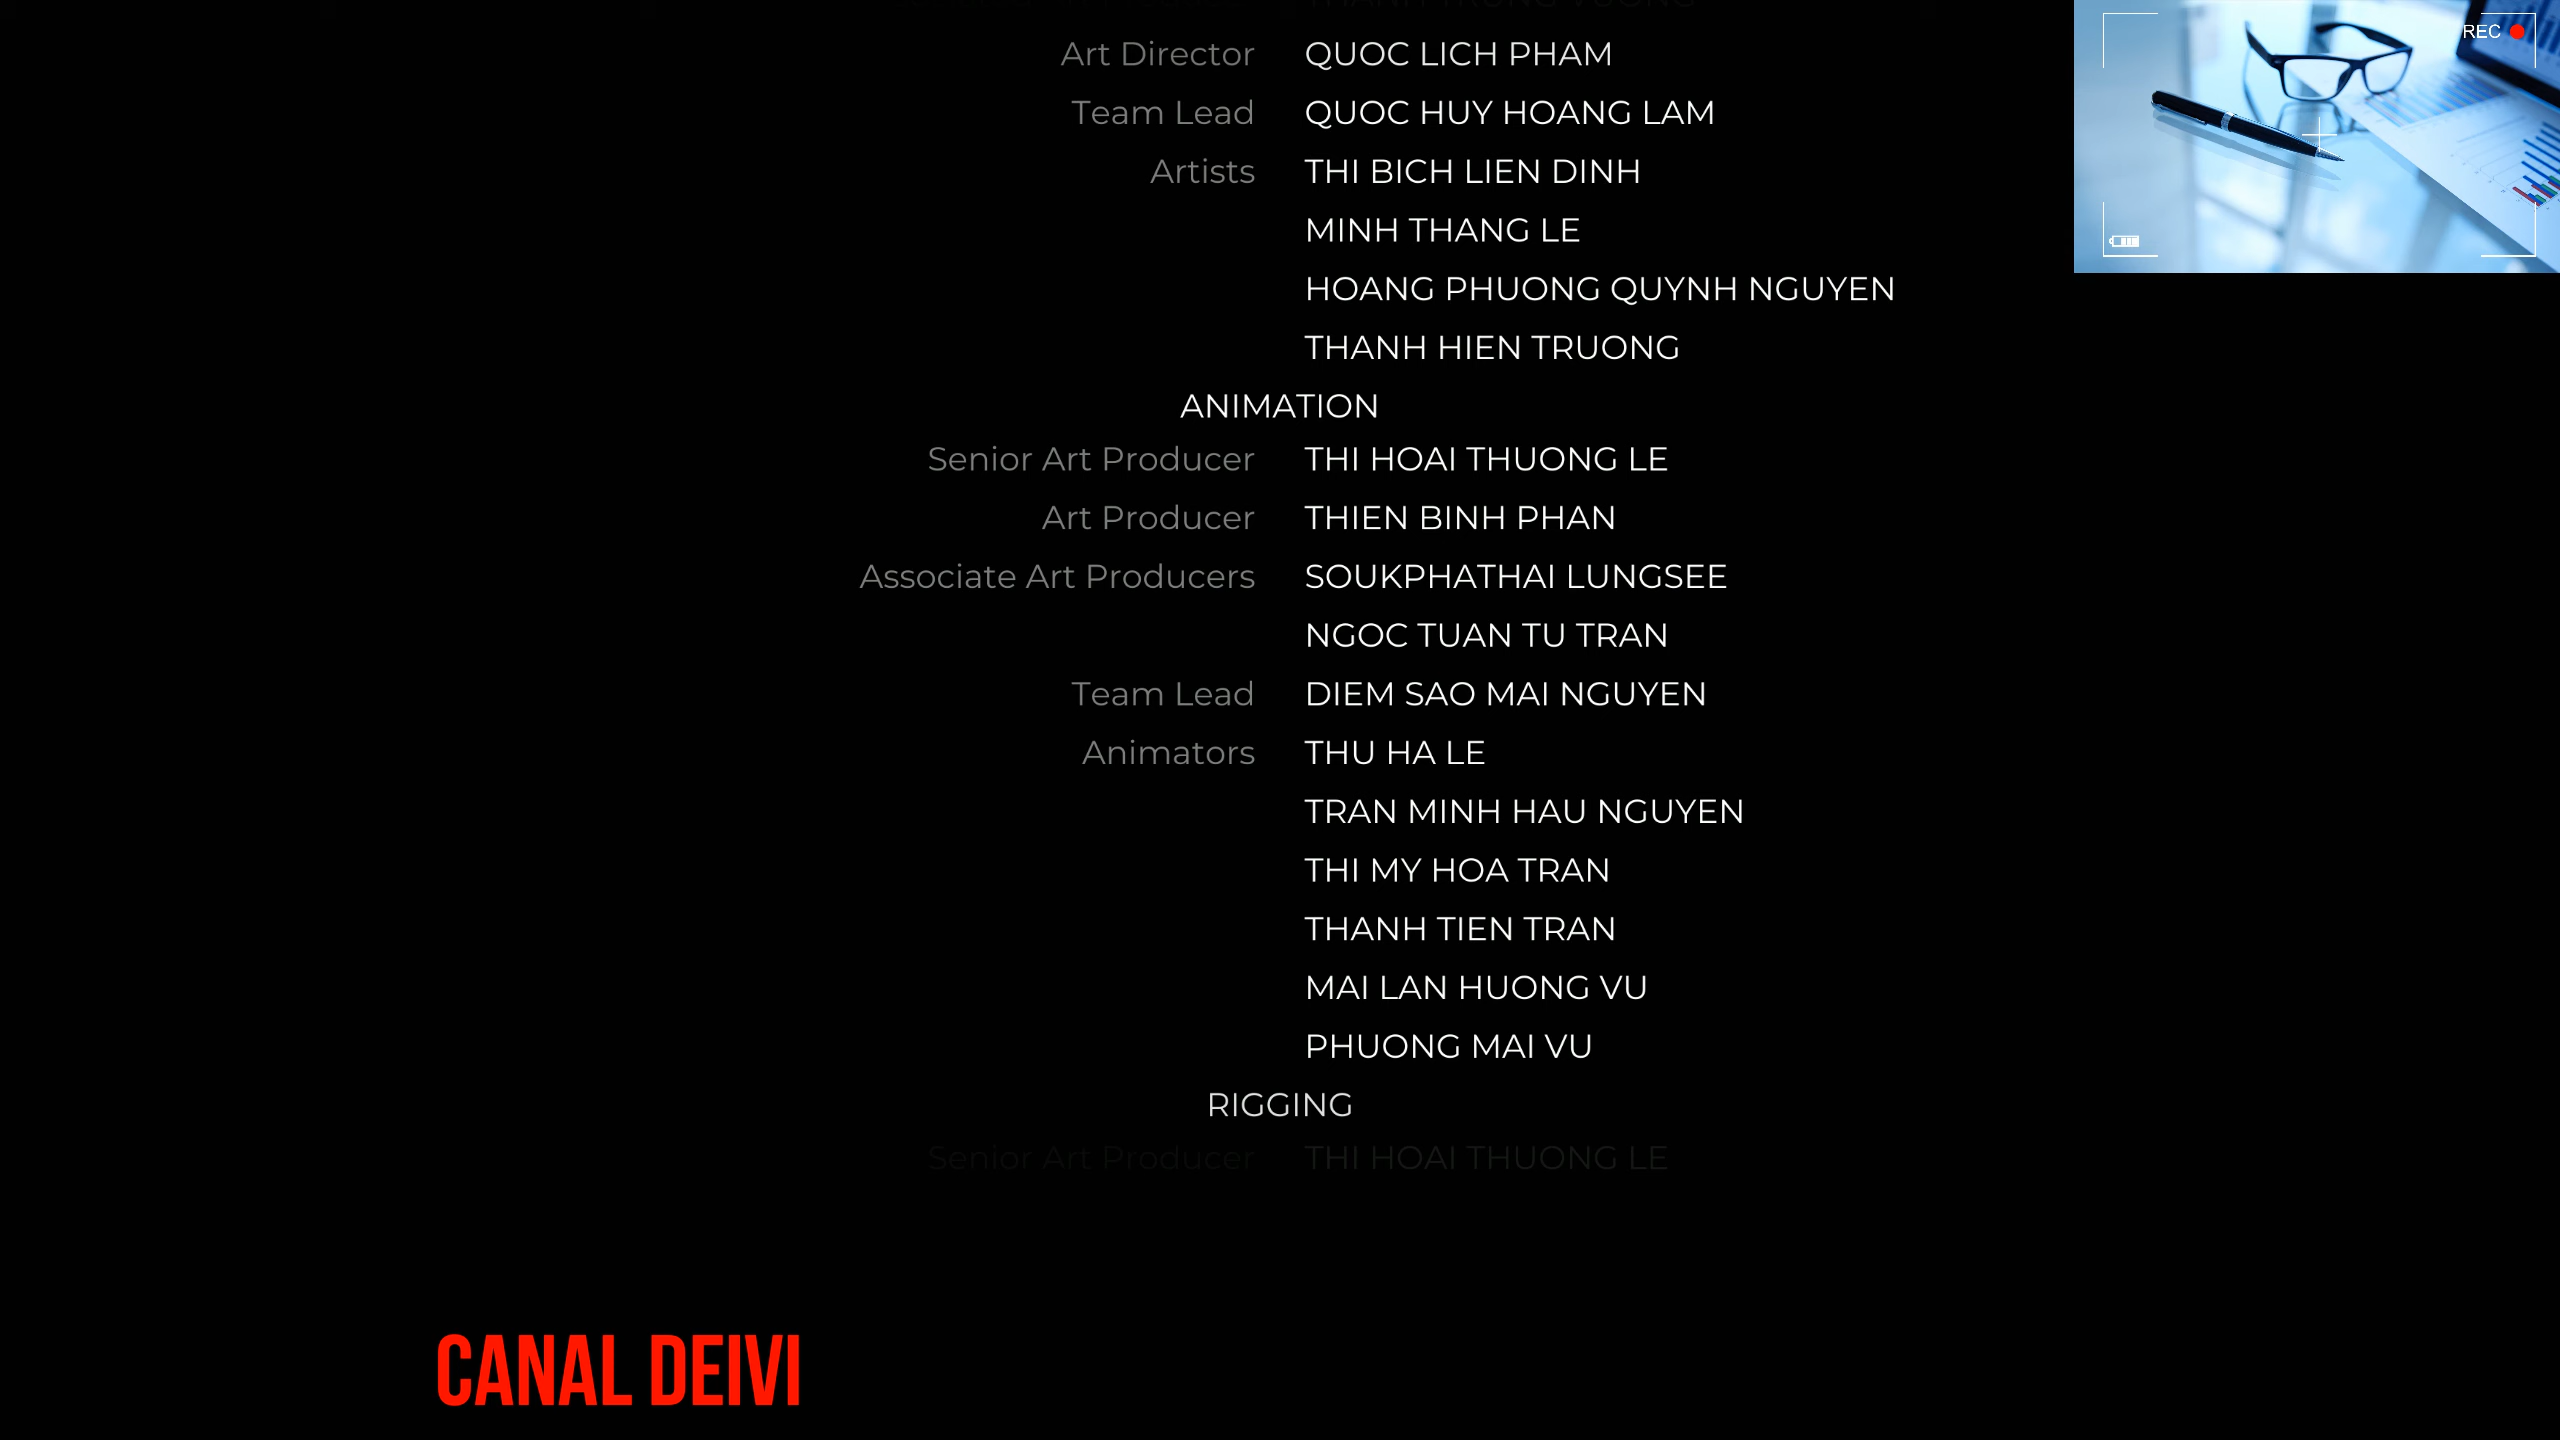 THANH TRUNG VUONG
Art Director QUOC LICH PHAM
Team Lead QUOC HUY HOANG LAM
Artists THI BICH LIEN DINH
MINH THANG LE
HOANG PHUONG QUYNH NGUYEN
THANH HIEN TRUONG
ANIMATION
Senior Art Producer THI HOAI THUONG LE
Art Producer THIEN BINH PHAN
Associate Art Producers SOUKPHATHAI LUNGSEE
NGOC TUAN TU TRAN
Team Lead DIEM SAO MAI NGUYEN
Animators THU HA LE
TRAN MINH HAU NGUYEN
THI MY HOA TRAN
THANH TIEN TRAN
MAI LAN HUONG VU
PHUONG MAI VU
RIGGING
Senior Art Producer THI HOAI THUONG LE
REC
CANAL DEIVI